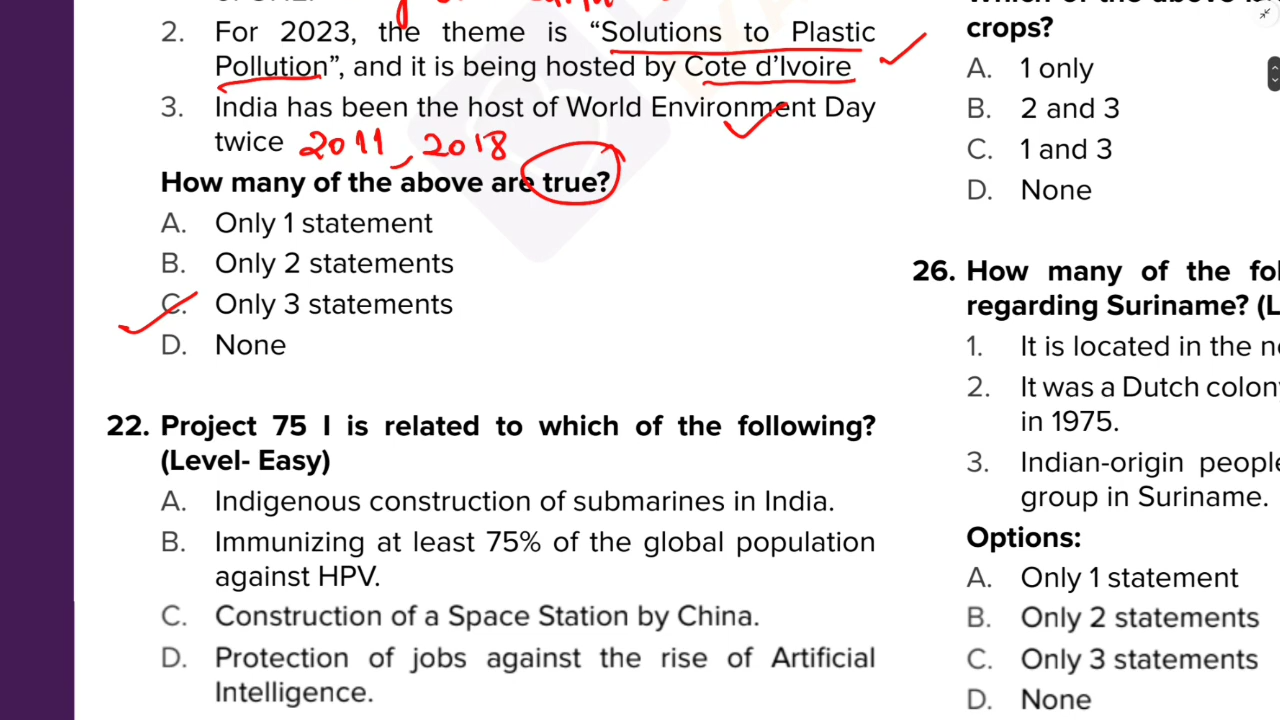 2. For 2023, the theme is “Solutions to Plastic
Pollution”, and it is being hosted by Cote d’Ivoire
3. India has been the host of World Environment Day
twice 2011, 2018
How many of the above are true?
A. Only 1 statement
B. Only 2 statements
C. Only 3 statements
D. None
22. Project 75 I is related to which of the following?
(Level- Easy)
A. Indigenous construction of submarines in India.
B. Immunizing at least 75% of the global population
against HPV.
C. Construction of a Space Station by China.
D. Protection of jobs against the rise of Artificial
Intelligence.
crops?
A. 1 only
B. 2 and 3
C. 1 and 3
D. None
26. How many of the
regarding Suriname?
1. It is located in the
2. It was a Dutch
in 1975.
3. Indian-origin
group in Suriname.
Options:
A. Only 1 statement
B. Only 2 statements
C. Only 3 statements
D. None